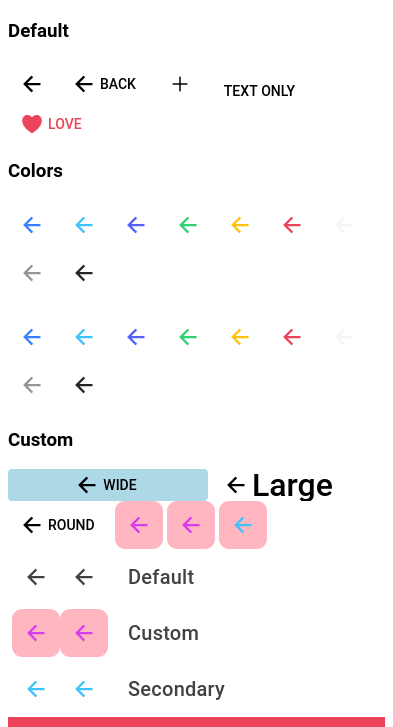 Default
BACK
TEXT ONLY
LOVE
Colors
Custom
WIDE
Large
ROUND
Default
Custom
Secondary